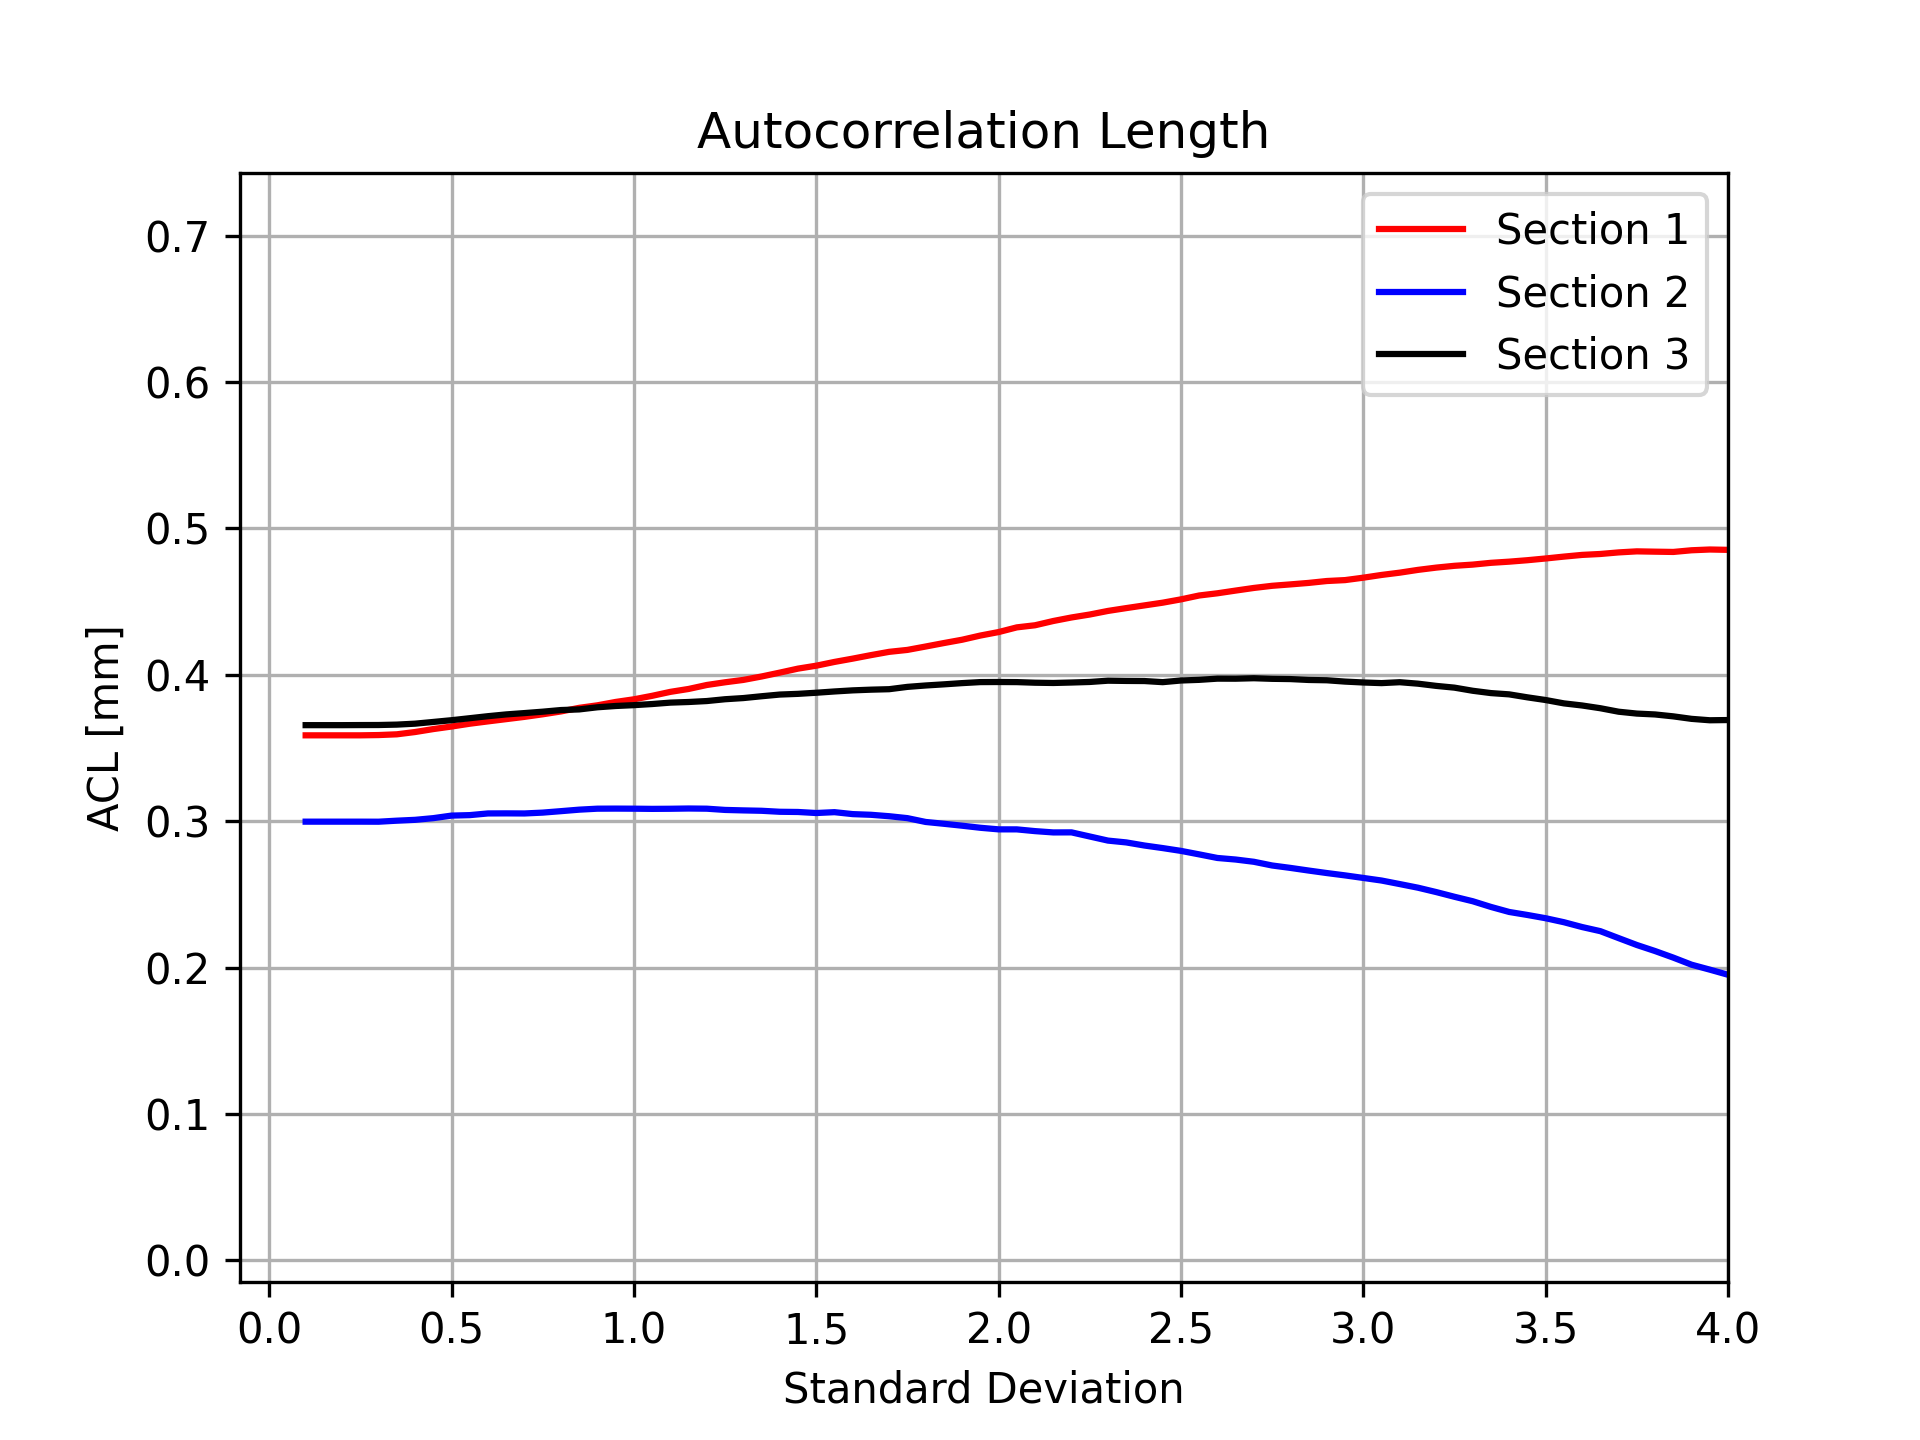 Autocorrelation Length
Section 1
Section 2
Section 3
ACL [mm]
0.7
0.6
0.5
0.4
0.3
0.2
0.1
0.0
0.0 0.5 1.0 1.5 2.0 2.5 3.0 3.5 4.0
Standard Deviation